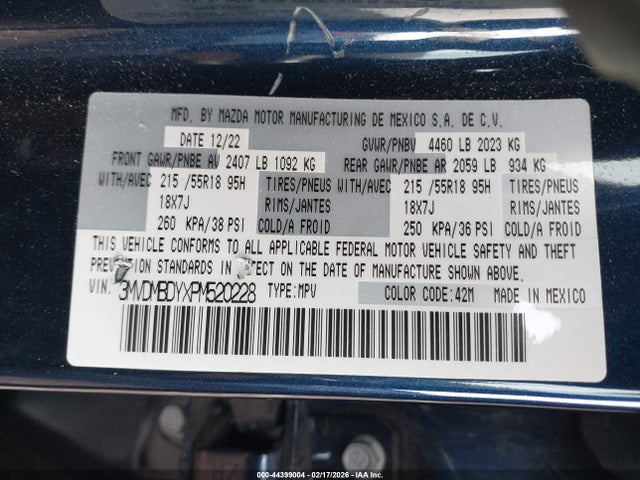 MFD. BY MAZDA MOTOR MANUFACTURING DE MEXICO S.A. DE C.V.
DATE 12/22 GVWR/PNBV 4460 LB 2023 KG
FRONT GAWR/PNBE AV 2407 LB 1092 KG REAR GAWR/PNBE AR 2059 LB 934 KG
WITH/AVEC 215 /55R18 95H TIRES/PNEUS WITH/AVEC 215 /55R18 95H TIRES/PNEUS
18X7J RIMS/JANTES 18X7J RIMS/JANTES
260 KPA/38 PSI COLD/A FROID 250 KPA/36 PSI COLD/A FROID
THIS VEHICLE CONFORMS TO ALL APPLICABLE FEDERAL MOTOR VEHICLE SAFETY AND THEFT
PREVENTION STANDARDS IN EFFECT ON THE DATE OF MANUFACTURE SHOWN ABOVE.
VIN. 3MVDMBDYXPM520228 TYPE:MPV COLOR CODE:42M MADE IN MEXICO
000-44399004 - 02/17/2026 - IAA Inc.